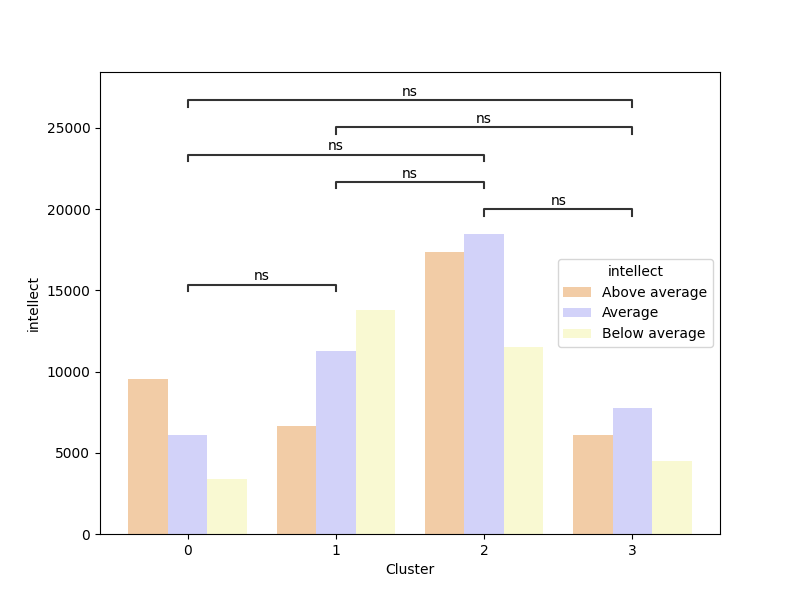 ns
ns
ns
ns
ns
ns
25000
20000
15000
10000
5000
0
intellect
intellect
Above average
Average
Below average
0 1 2 3
Cluster